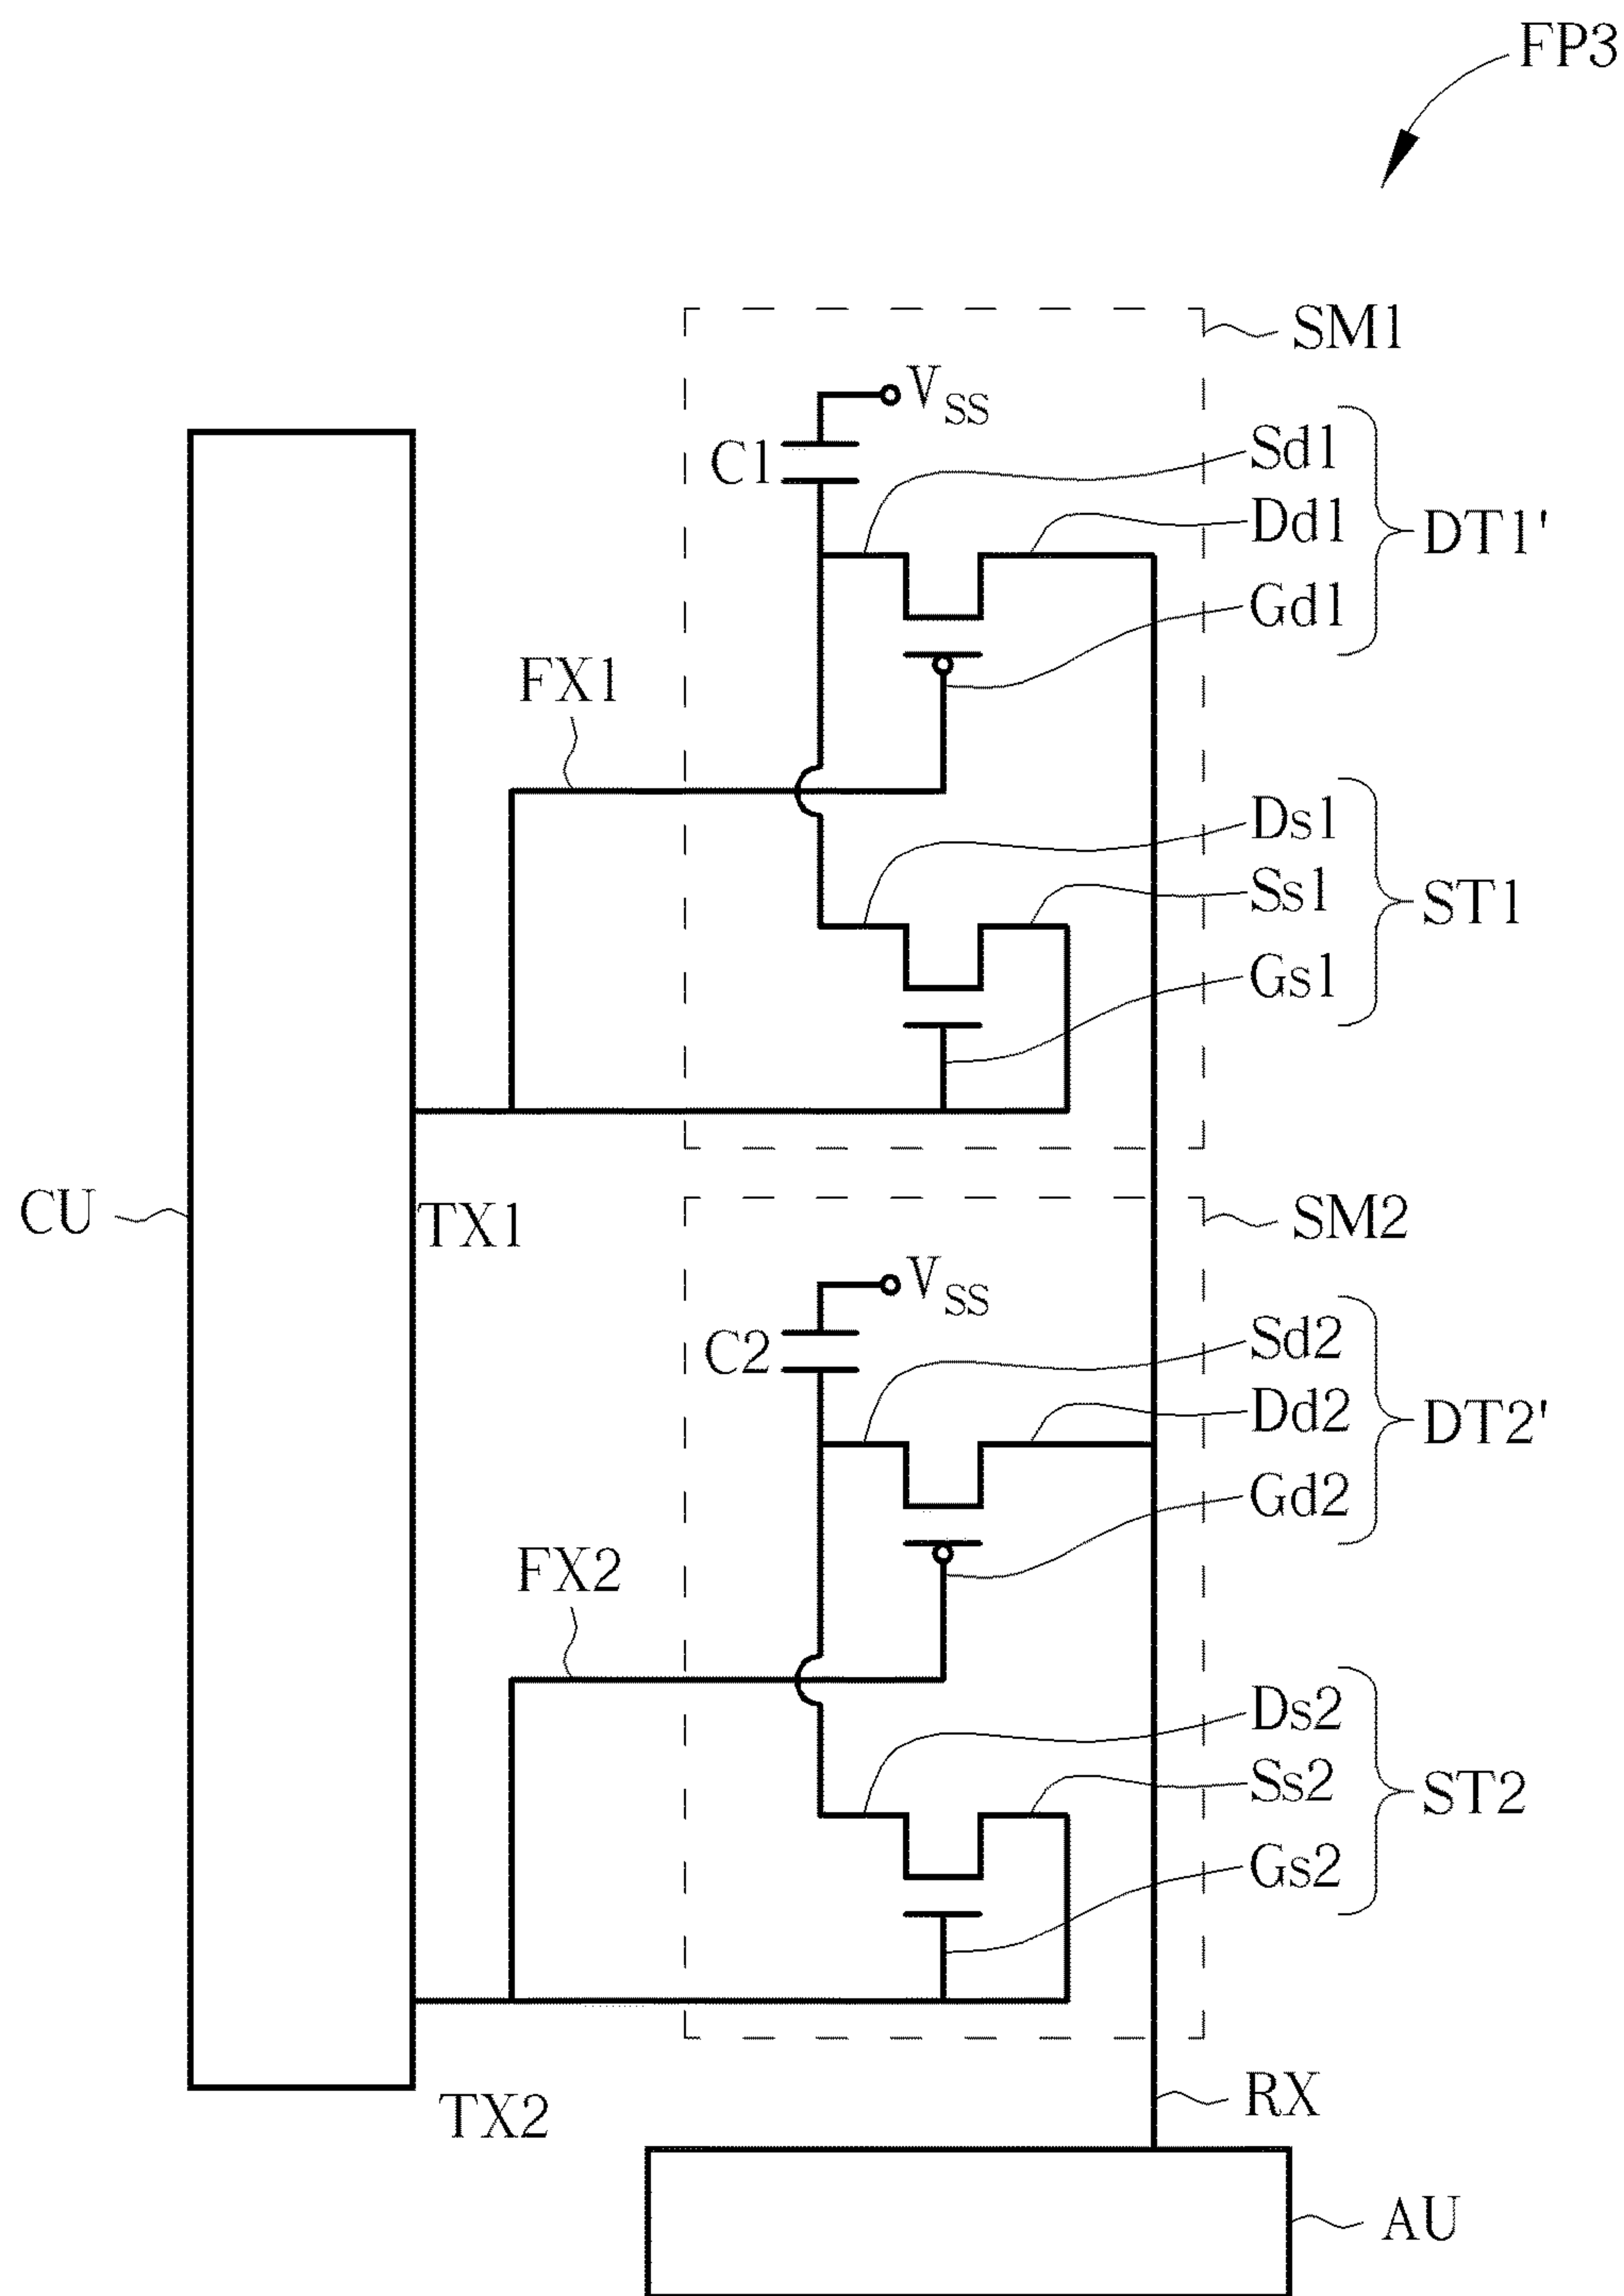 FP3
SM1
VSS
C1
Sd1
Dd1
DT1'
Gd1
FX1
Ds1
Ss1
ST1
Gs1
CU
TX1
SM2
VSS
C2
Sd2
Dd2
DT2'
Gd2
FX2
Ds2
Ss2
ST2
Gs2
TX2
RX
AU